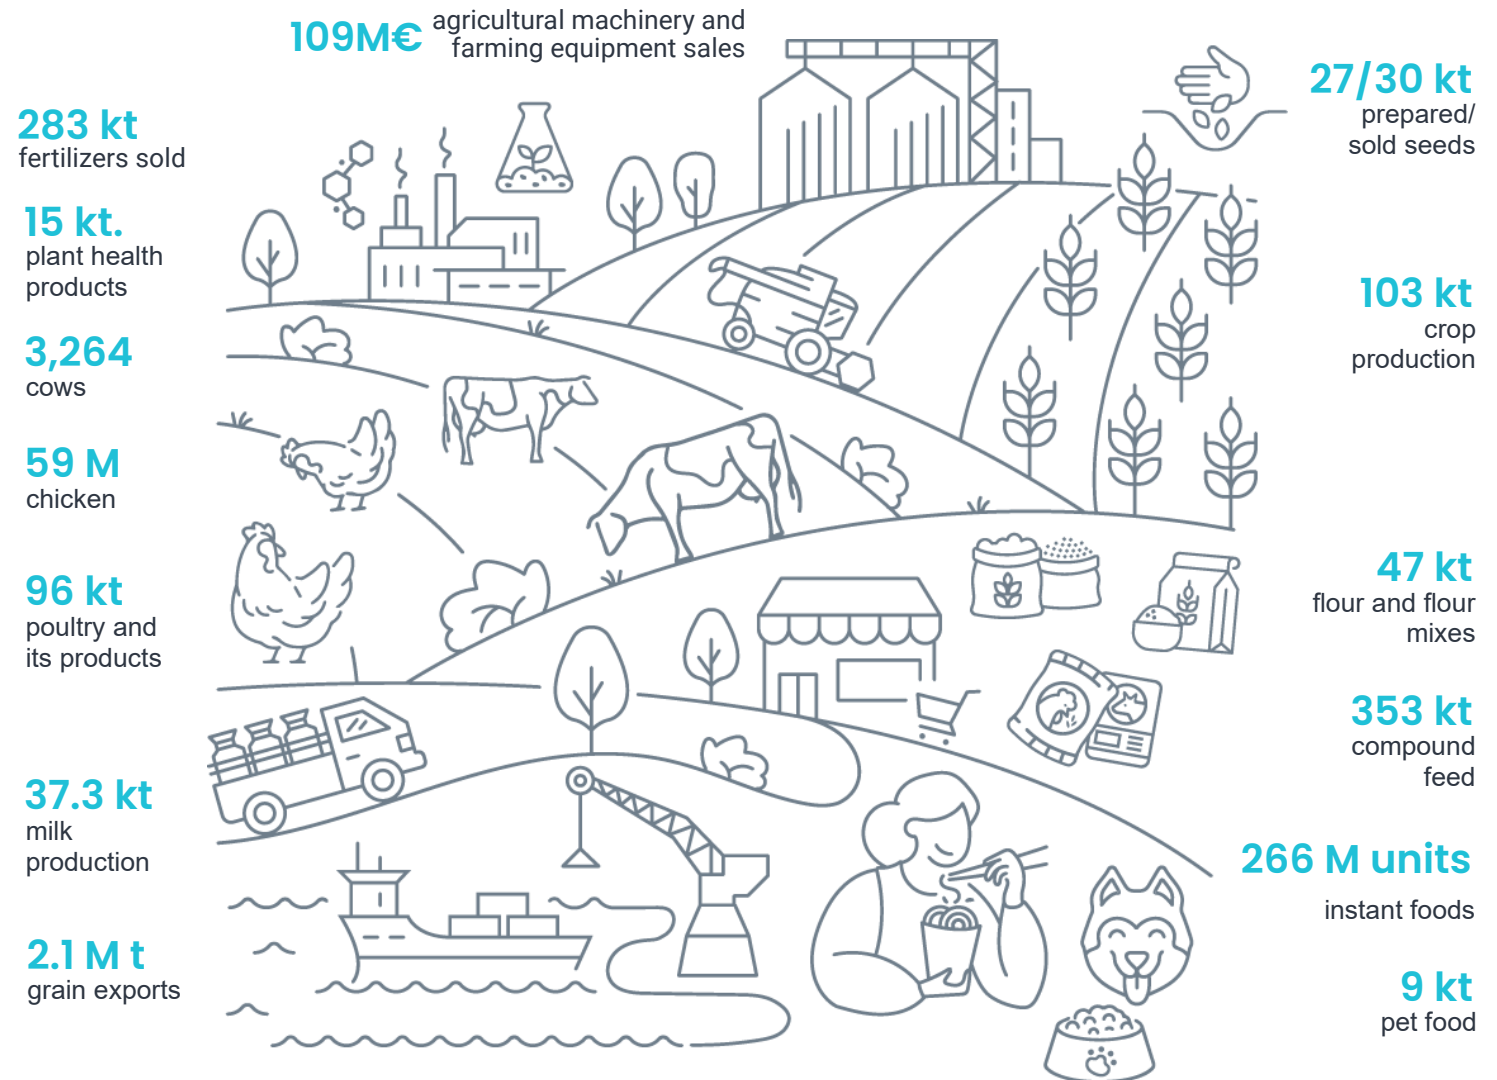 109M€ agricultural machinery and
farming equipment sales
283 kt
fertilizers sold
15 kt.
plant health
products
3,264
cows
59 M
chicken
96 kt
poultry and
its products
37.3 kt
milk
production
2.1 M t
grain exports
27/30 kt
prepared/
sold seeds
103 kt
crop
production
47 kt
flour and flour
mixes
353 kt
compound
feed
266 M units
instant foods
9 kt
pet food